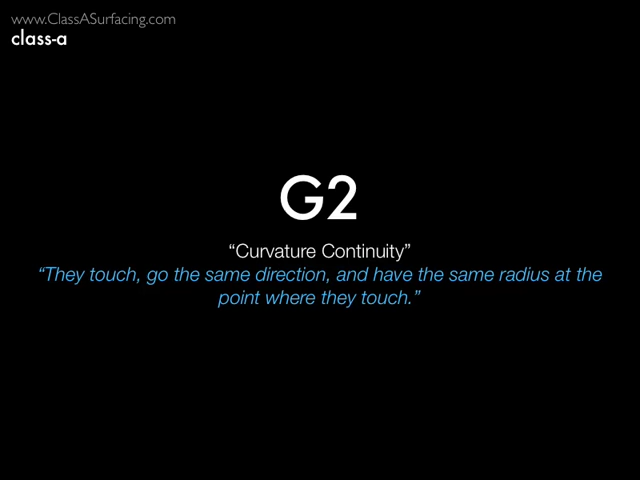 www.ClassASurfacing.com
class-a
G2
“Curvature Continuity”
“They touch, go the same direction, and have the same radius at the
point where they touch.”